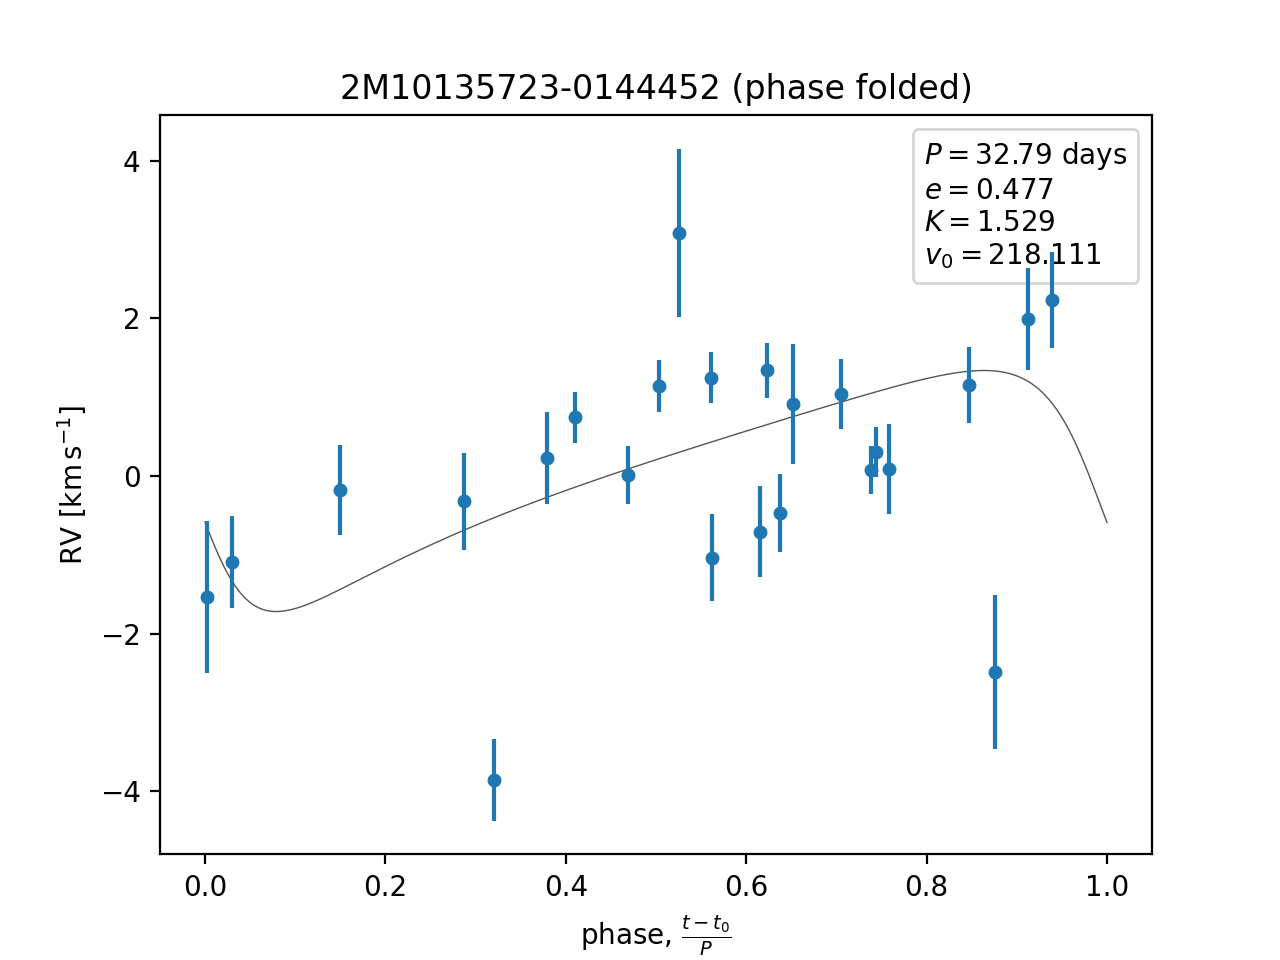 2M10135723-0144452 (phase folded)
P = 32.79 days
e = 0.477
K = 1.529
v₀ = 218.111
RV [km s⁻¹]
4
2
0
−2
−4
0.0 0.2 0.4 0.6 0.8 1.0
phase, (t − t₀)/P